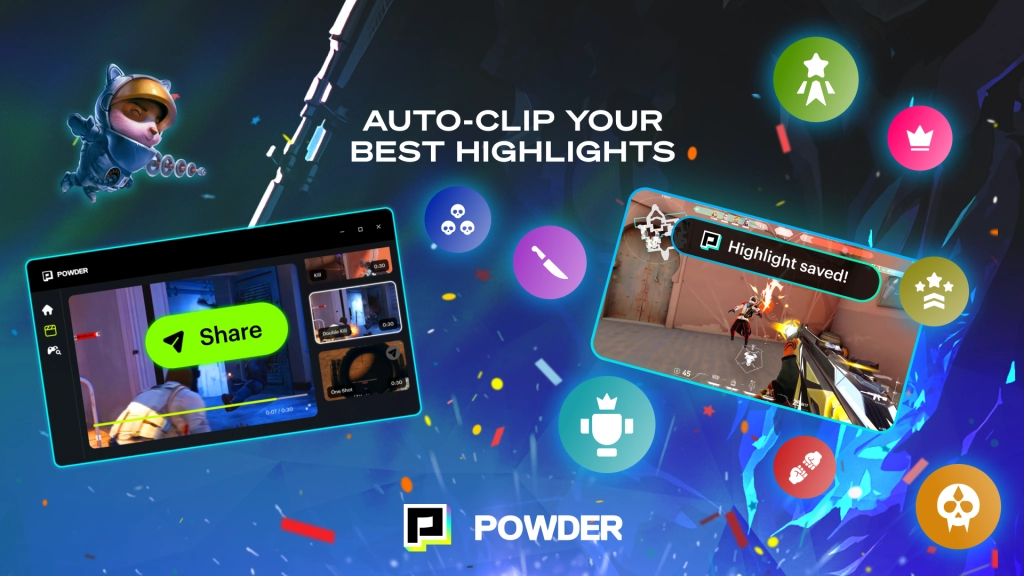 AUTO-CLIP YOUR
BEST HIGHLIGHTS
POWDER
Share
0:07 / 0:30
Kill
0:30
Double Kill
0:30
One Shot
0:30
Highlight saved!
45
POWDER